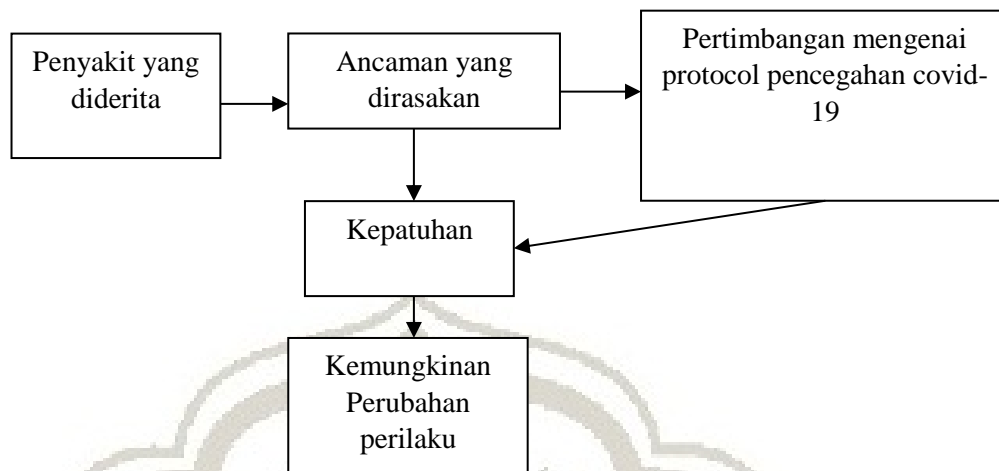 Penyakit yang
diderita
Ancaman yang
dirasakan
Pertimbangan mengenai
protocol pencegahan covid-
19
Kepatuhan
Kemungkinan
Perubahan
perilaku